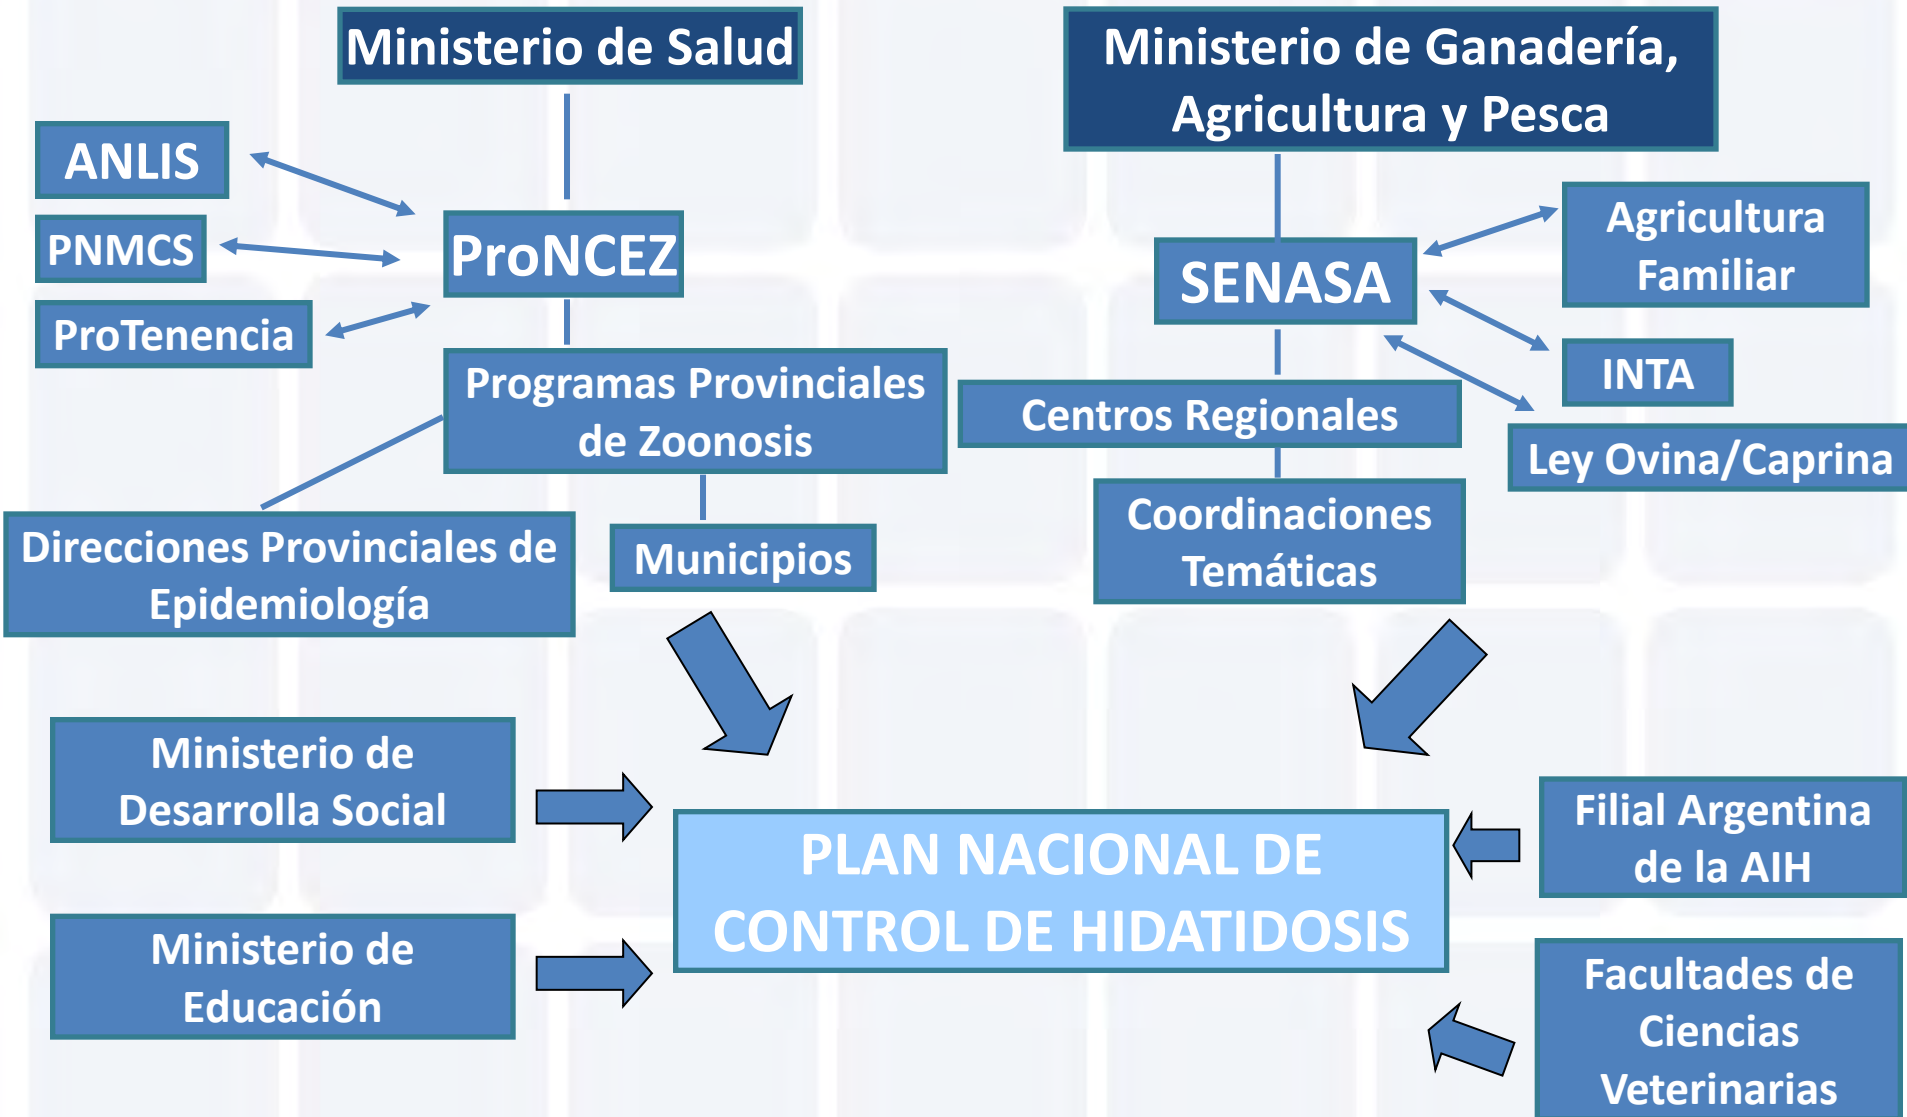 Ministerio de Salud
Ministerio de Ganadería,
Agricultura y Pesca
ANLIS
PNMCS
ProTenencia
ProNCEZ
SENASA
Agricultura
Familiar
INTA
Ley Ovina/Caprina
Programas Provinciales
de Zoonosis
Centros Regionales
Coordinaciones
Temáticas
Direcciones Provinciales de
Epidemiología
Municipios
Ministerio de
Desarrolla Social
Ministerio de
Educación
PLAN NACIONAL DE
CONTROL DE HIDATIDOSIS
Filial Argentina
de la AIH
Facultades de
Ciencias
Veterinarias